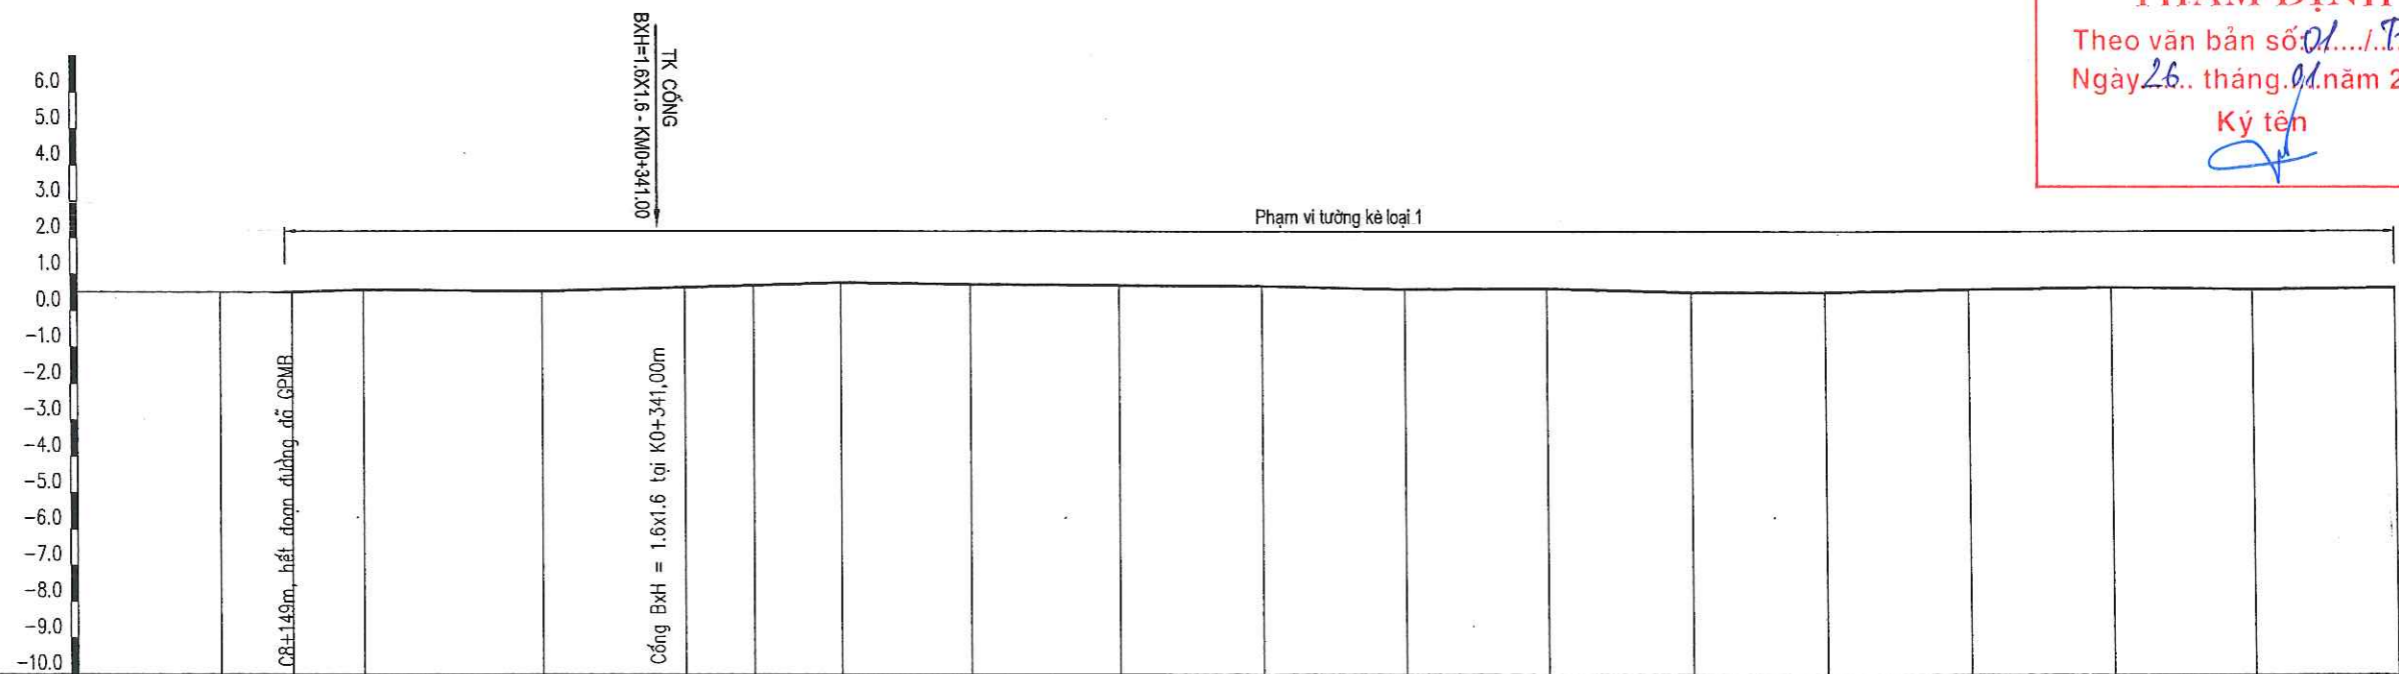 THẨM ĐỊNH
Theo văn bản số:01...../.T
Ngày 26.. tháng.01.năm 2
Ký tên
TK CỐNG
BXH=1,6X1,6 - KM0+341.00
Phạm vi tường kè loại 1
6.0
5.0
4.0
3.0
2.0
1.0
0.0
-1.0
-2.0
-3.0
-4.0
-5.0
-6.0
-7.0
-8.0
-9.0
-10.0
C8+149m, hết đoạn đường đã GPMB
Cống BxH = 1.6x1.6 tại K0+341,00m